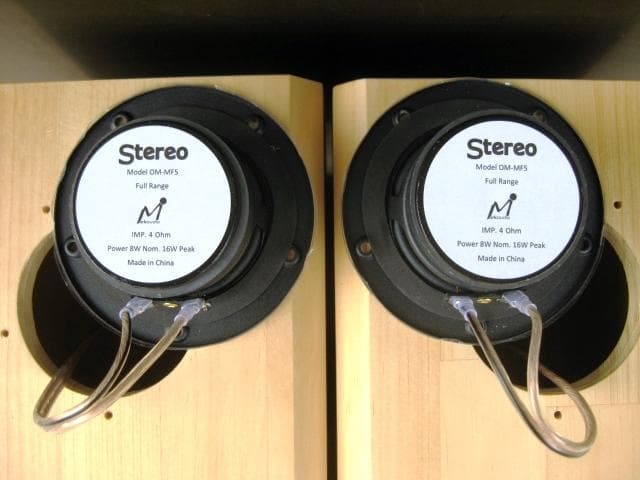 Stereo
Model OM-MF5
Full Range
IMP. 4 Ohm
Power 8W Nom. 16W Peak
Made in China
Stereo
Model OM-MF5
Full Range
IMP. 4 Ohm
Power 8W Nom. 16W Peak
Made in China